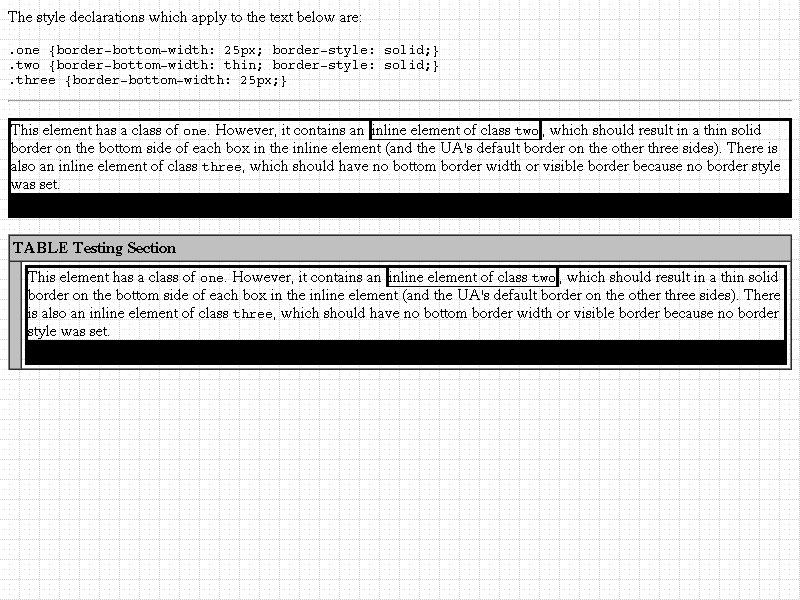 The style declarations which apply to the text below are:
.one {border-bottom-width: 25px; border-style: solid;}
.two {border-bottom-width: thin; border-style: solid;}
.three {border-bottom-width: 25px;}
This element has a class of one. However, it contains an inline element of class two, which should result in a thin solid
border on the bottom side of each box in the inline element (and the UA's default border on the other three sides). There is
also an inline element of class three, which should have no bottom border width or visible border because no border style
was set.
TABLE Testing Section
This element has a class of one. However, it contains an inline element of class two, which should result in a thin solid
border on the bottom side of each box in the inline element (and the UA's default border on the other three sides). There
is also an inline element of class three, which should have no bottom border width or visible border because no border
style was set.